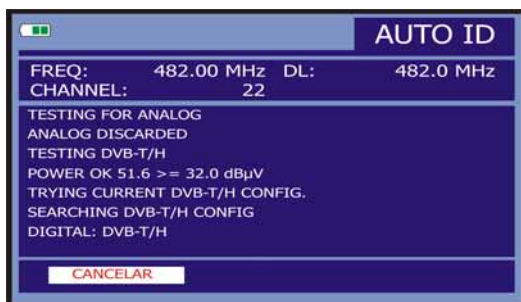 AUTO ID
FREQ: 482.00 MHz DL: 482.0 MHz
CHANNEL: 22
TESTING FOR ANALOG
ANALOG DISCARDED
TESTING DVB-T/H
POWER OK 51.6 >= 32.0 dBµV
TRYING CURRENT DVB-T/H CONFIG.
SEARCHING DVB-T/H CONFIG
DIGITAL: DVB-T/H
CANCELAR